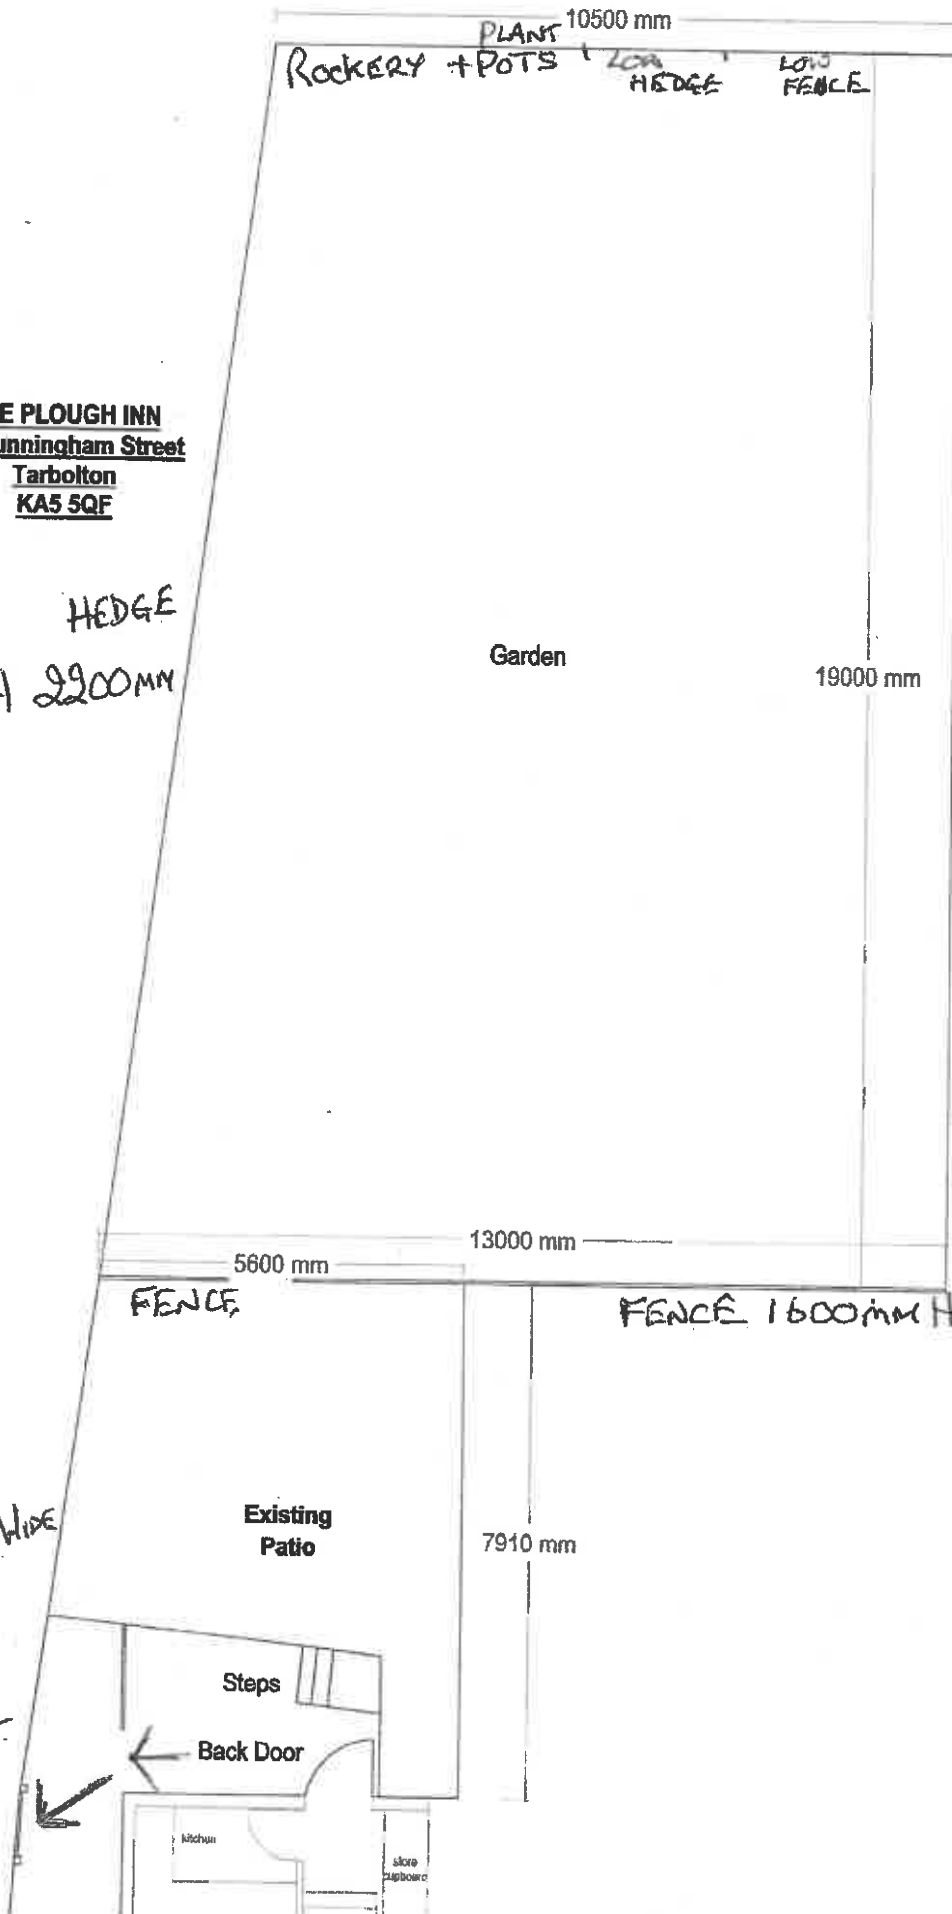 10500 mm
PLANT
ROCKERY + POTS
LOW
HEDGE
LOW
FENCE
E PLOUGH INN
unningham Street
Tarbolton
KA5 5QF
HEDGE
2200MM
Garden
19000 mm
13000 mm
5600 mm
FENCE
FENCE 1600mm H
WIDE
Existing
Patio
7910 mm
Steps
Back Door
kitchen
store
cupboard